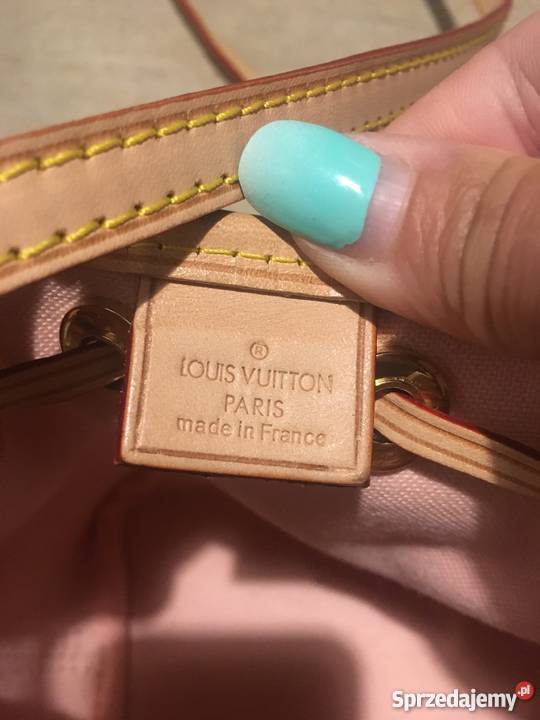 ®
LOUIS VUITTON
PARIS
made in France
Sprzedajemy.pl